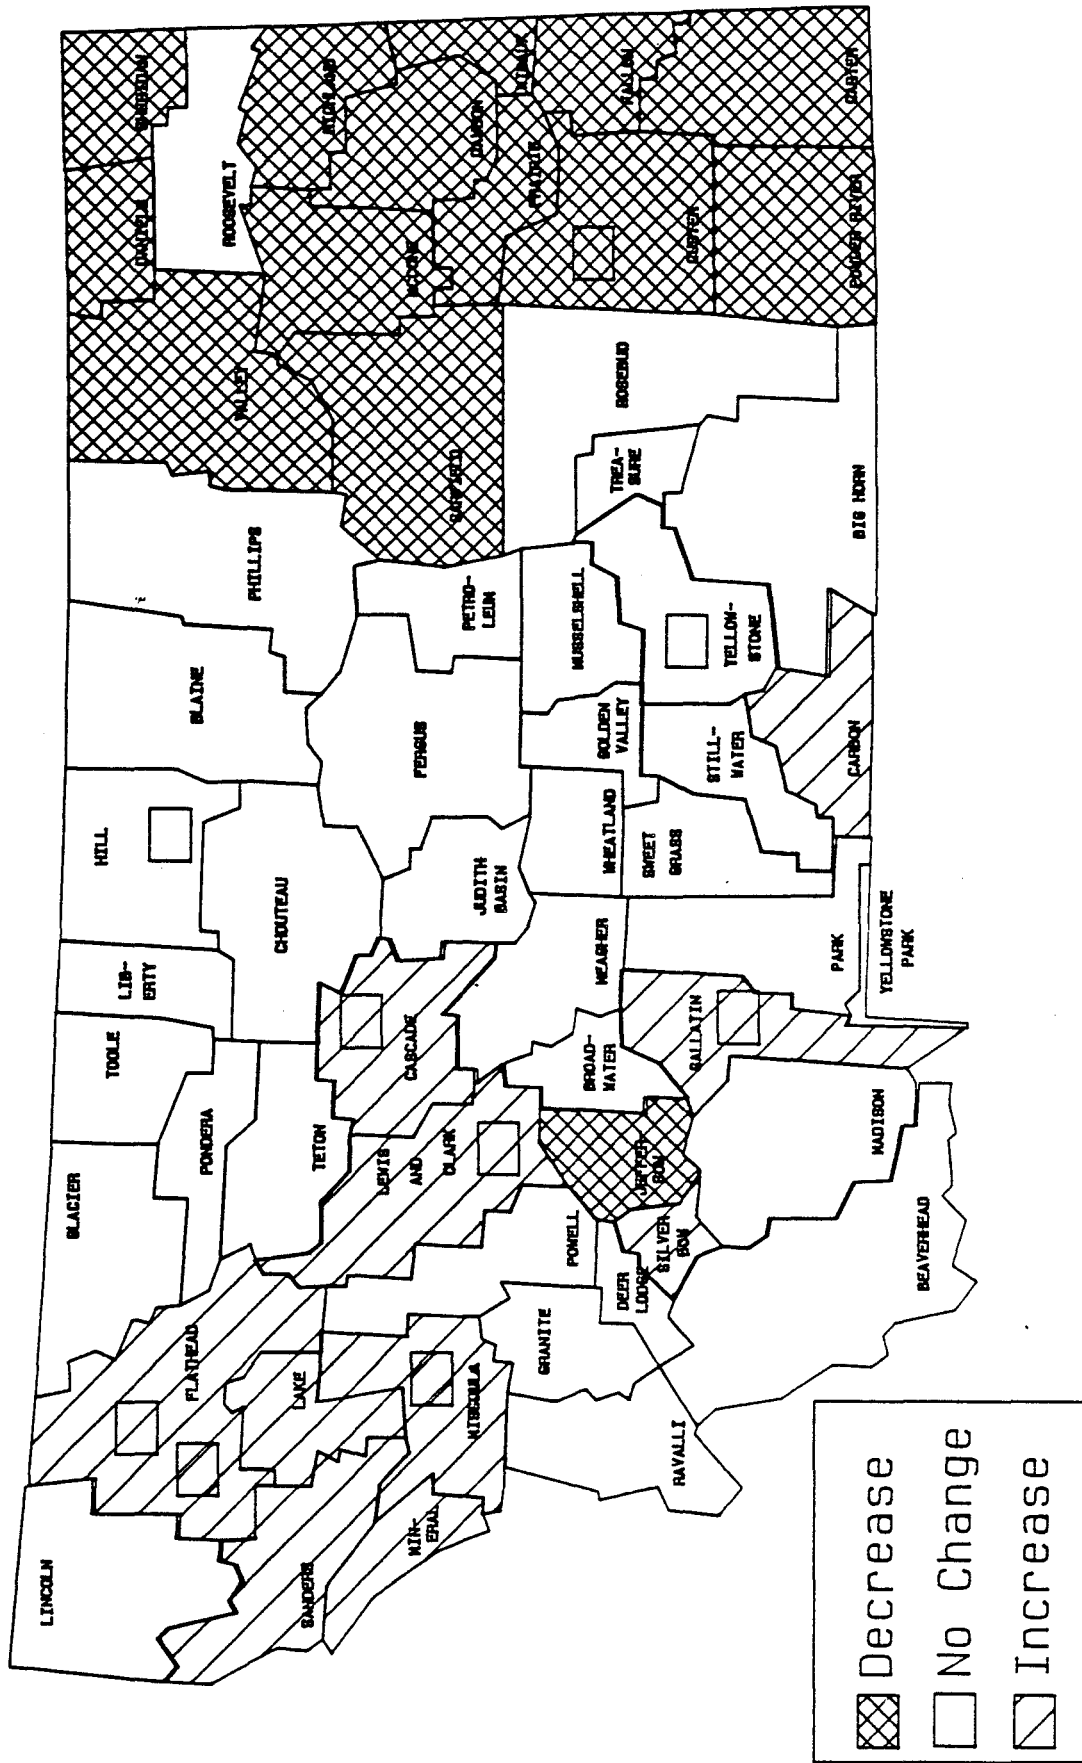 LINCOLN
FLATHEAD
GLACIER
TOOLE
LIB-
ERTY
HILL
BLAINE
PHILLIPS
VALLEY
DANIELS
SHERIDAN
ROOSEVELT
RICHLAND
SANDERS
LAKE
PONDERA
TETON
CHOUTEAU
CASCADE
FERGUS
PETRO-
LEUM
GARFIELD
MCCONE
DAWSON
PRAIRIE
WIBAUX
MIN-
ERAL
MISSOULA
POWELL
LEWIS
AND
CLARK
JUDITH
BASIN
MEAGHER
WHEATLAND
GOLDEN
VALLEY
MUSSELSHELL
TREA-
SURE
ROSEBUD
CUSTER
FALLON
RAVALLI
GRANITE
DEER
LODGE
SILVER
BOW
JEFFER-
SON
BROAD-
WATER
GALLATIN
PARK
SWEET
GRASS
STILL-
WATER
YELLOW-
STONE
BIG HORN
POWDER RIVER
CARTER
BEAVERHEAD
MADISON
YELLOWSTONE
PARK
CARBON
Decrease
No Change
Increase